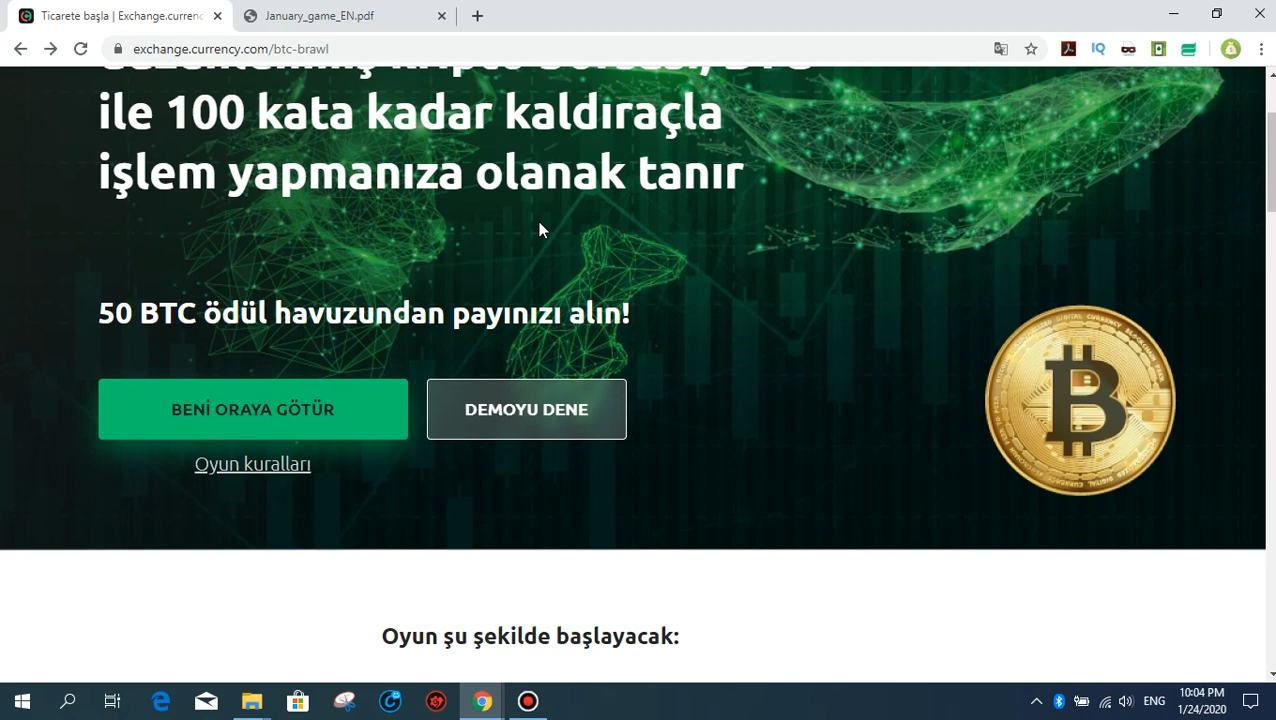 Ticarete başla | Exchange.currenc
January_game_EN.pdf
exchange.currency.com/btc-brawl
IQ
ile 100 kata kadar kaldıraçla
işlem yapmanıza olanak tanır
50 BTC ödül havuzundan payınızı alın!
BENİ ORAYA GÖTÜR
DEMOYU DENE
Oyun kuralları
Oyun şu şekilde başlayacak:
ENG
10:04 PM
1/24/2020